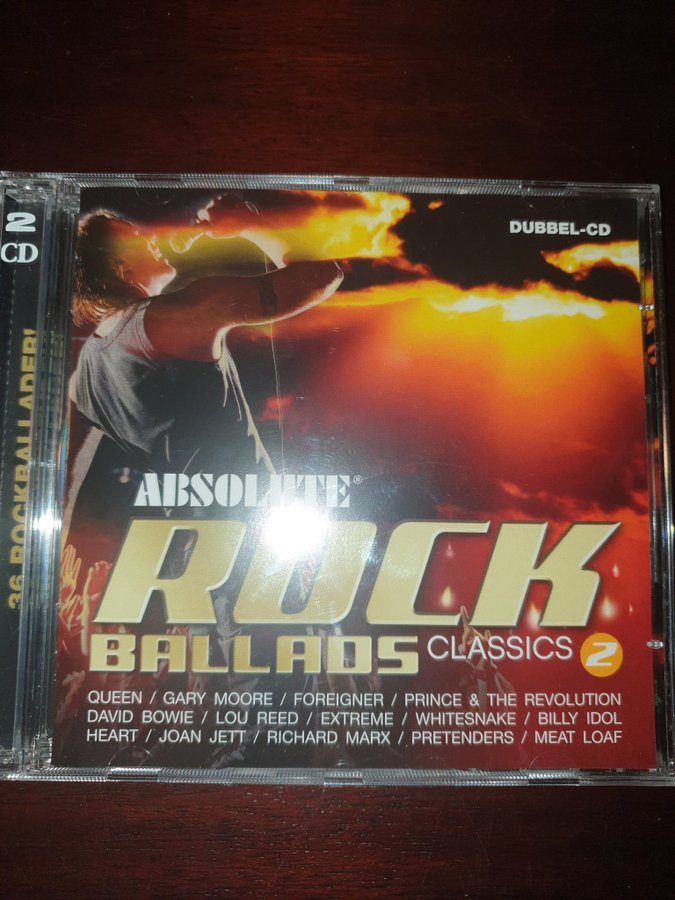 2
CD
36 ROCKBALLADER!
DUBBEL-CD
ABSOLUTE®
ROCK
BALLADS CLASSICS 2
QUEEN / GARY MOORE / FOREIGNER / PRINCE & THE REVOLUTION
DAVID BOWIE / LOU REED / EXTREME / WHITESNAKE / BILLY IDOL
HEART / JOAN JETT / RICHARD MARX / PRETENDERS / MEAT LOAF